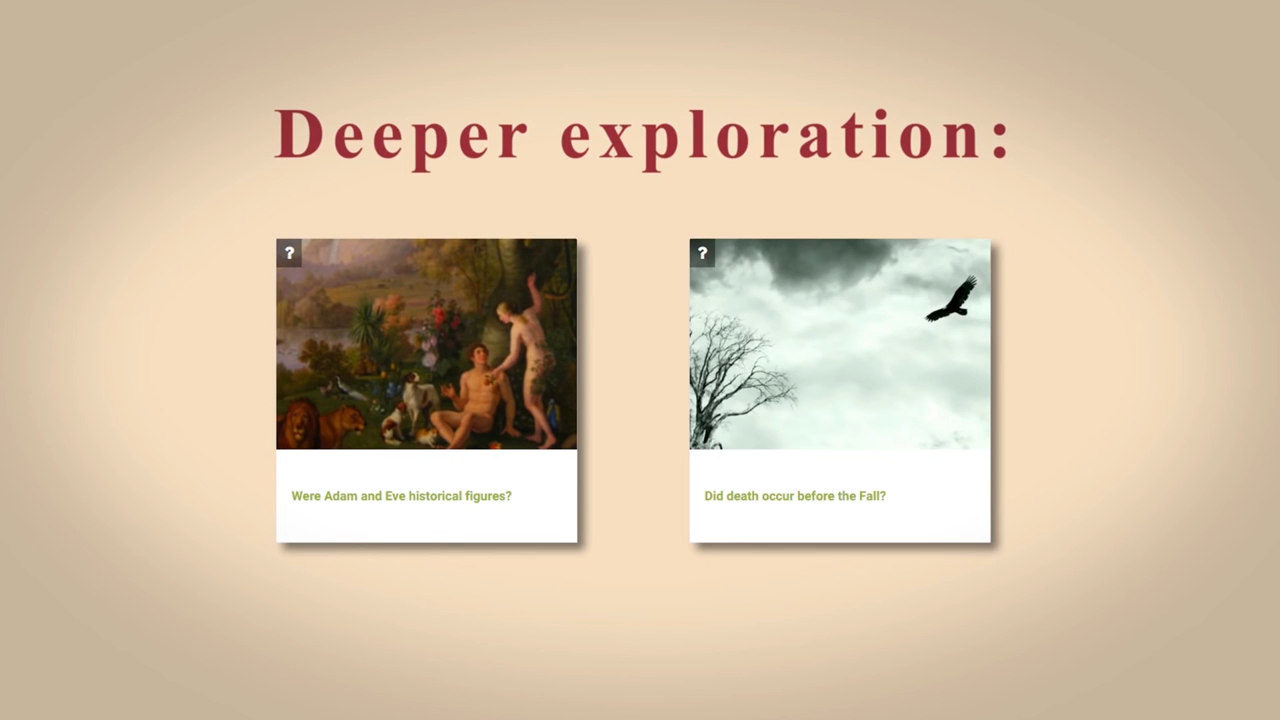 Deeper exploration:
?
?
Were Adam and Eve historical figures?
Did death occur before the Fall?